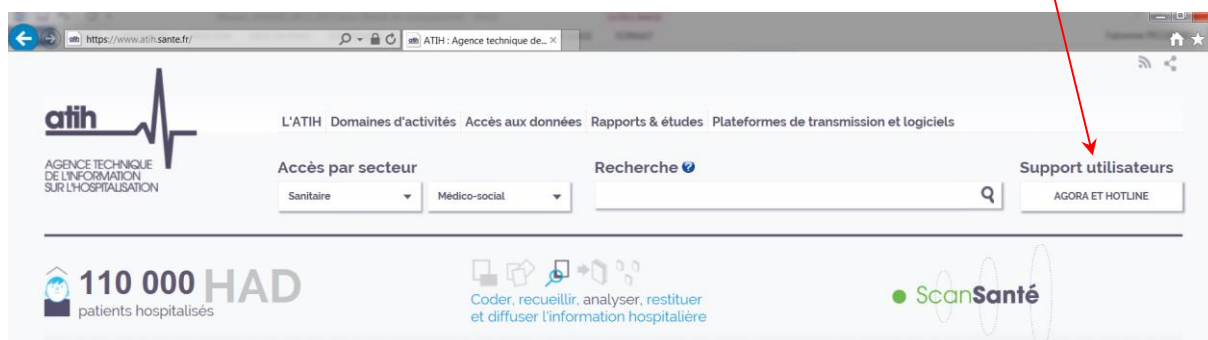 https://www.atih.sante.fr/
ATIH : Agence technique de...
atih
AGENCE TECHNIQUE
DE L'INFORMATION
SUR L'HOSPITALISATION
L'ATIH Domaines d'activités Accès aux données Rapports & études Plateformes de transmission et logiciels
Accès par secteur
Recherche
Support utilisateurs
Sanitaire
Médico-social
AGORA ET HOTLINE
110 000 HAD
patients hospitalisés
Coder, recueillir, analyser, restituer
et diffuser l'information hospitalière
ScanSanté